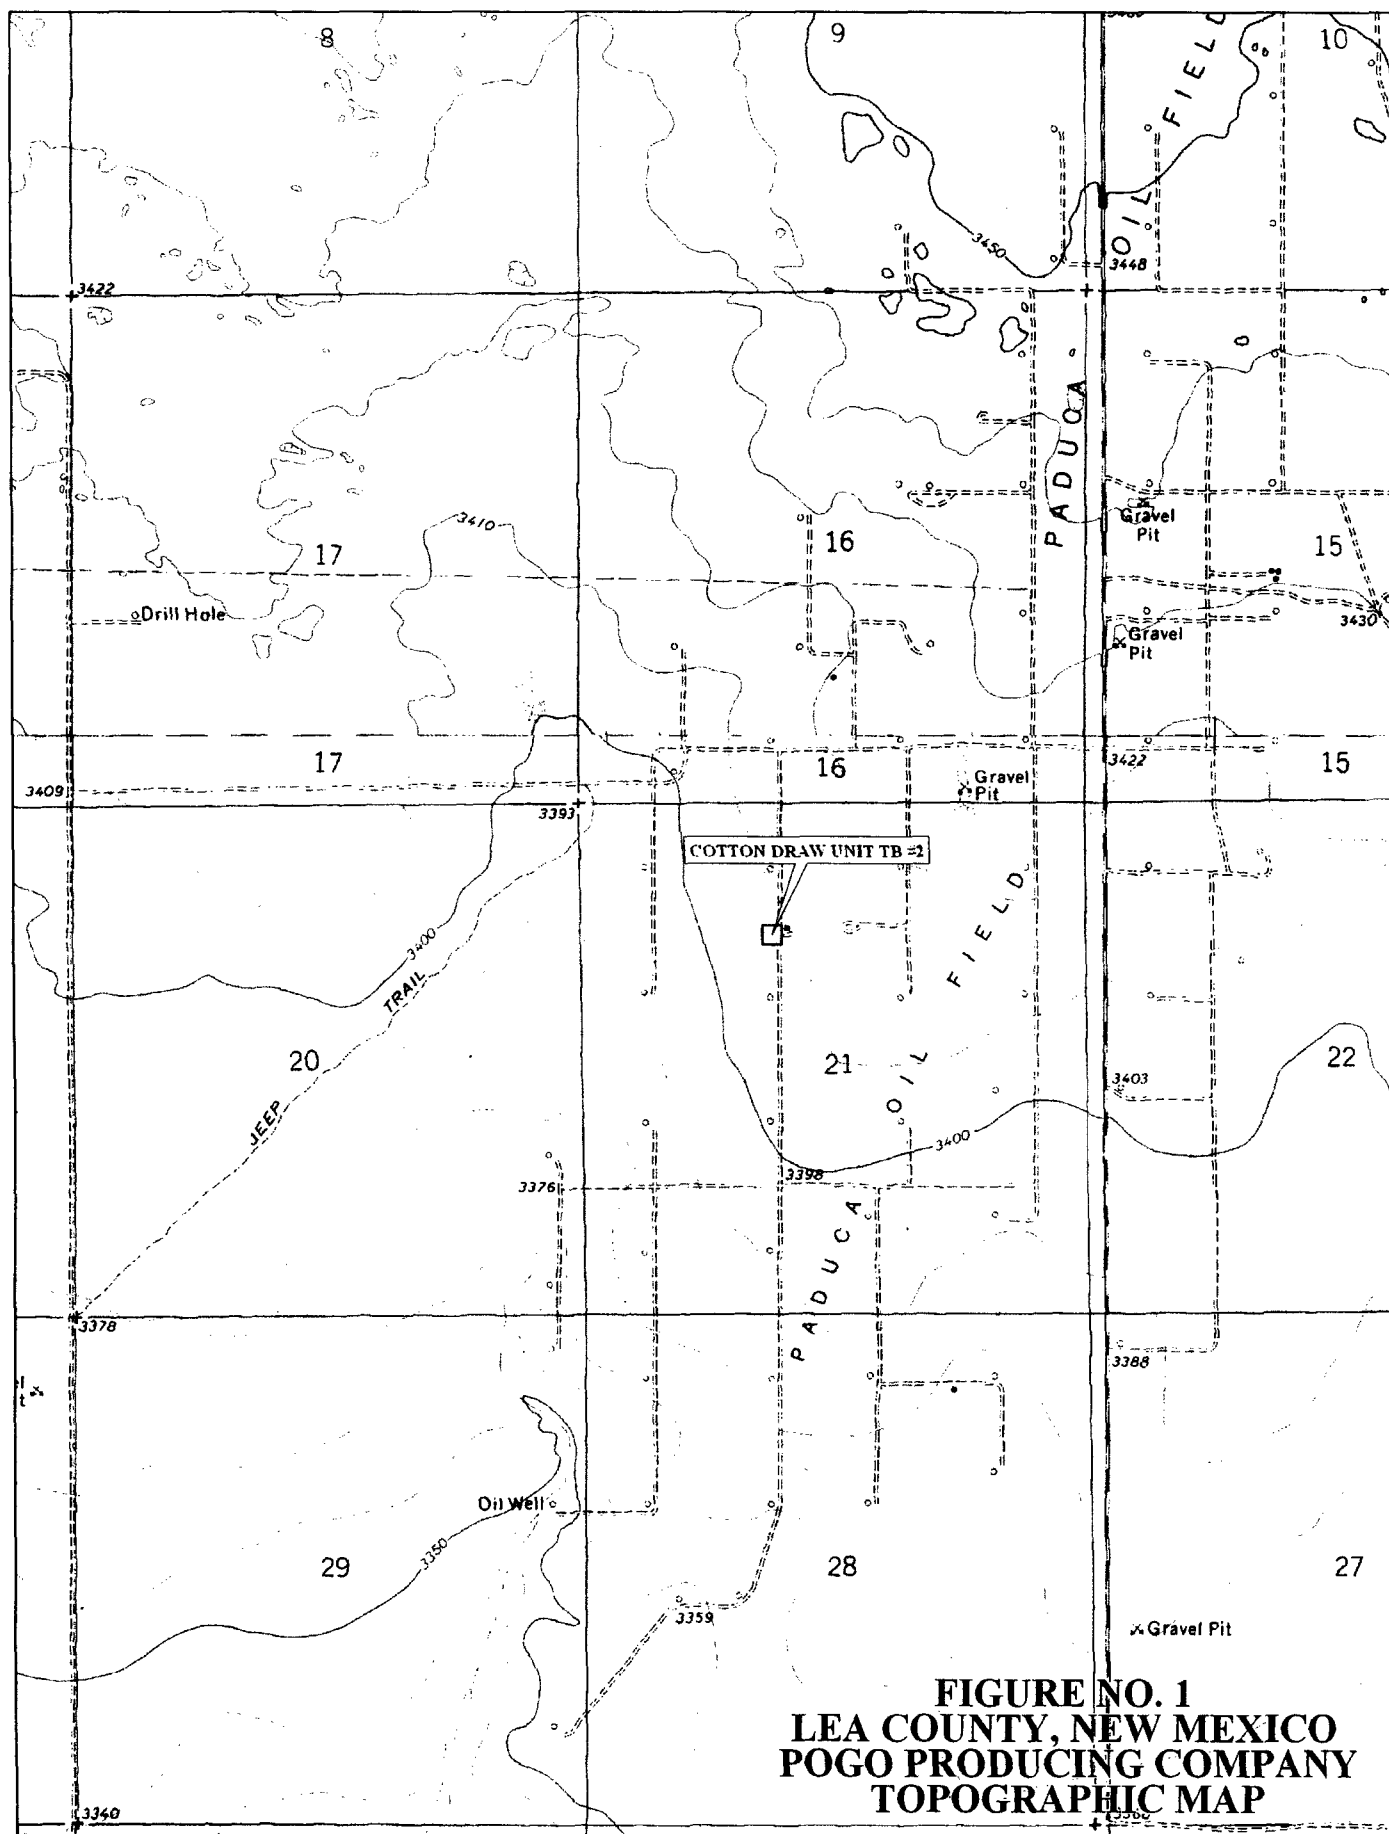 8
9
10
FIELD
OIL
3450
3448
3422
PADUCA
3410
Gravel
Pit
17
16
15
Drill Hole
3430
Gravel
Pit
17
16
15
3422
3409
Gravel
Pit
3393
COTTON DRAW UNIT TB #2
3400
JEEP TRAIL
20
21
22
PADUCA OIL FIELD
3403
3400
3398
3376
3378
3388
Oil Well
3350
29
28
27
3359
Gravel Pit
FIGURE NO. 1
LEA COUNTY, NEW MEXICO
POGO PRODUCING COMPANY
TOPOGRAPHIC MAP
3340